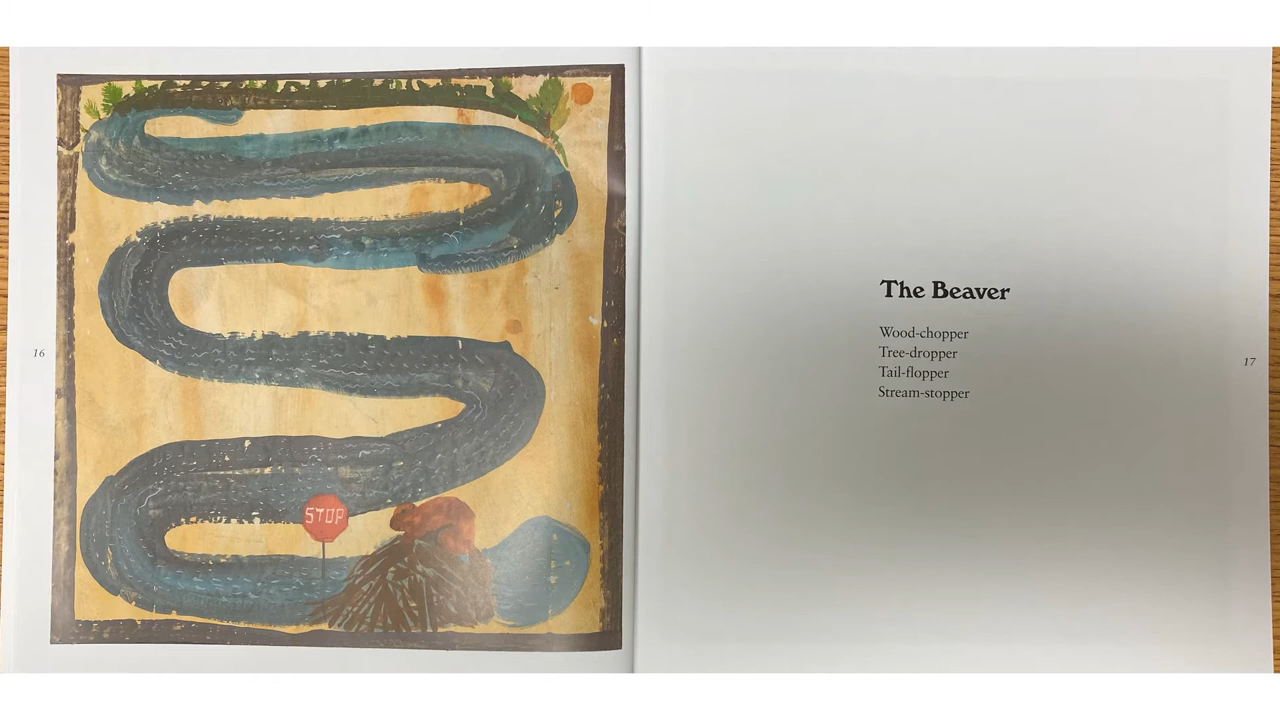 16
STOP
The Beaver
Wood-chopper
Tree-dropper
Tail-flopper
Stream-stopper
17